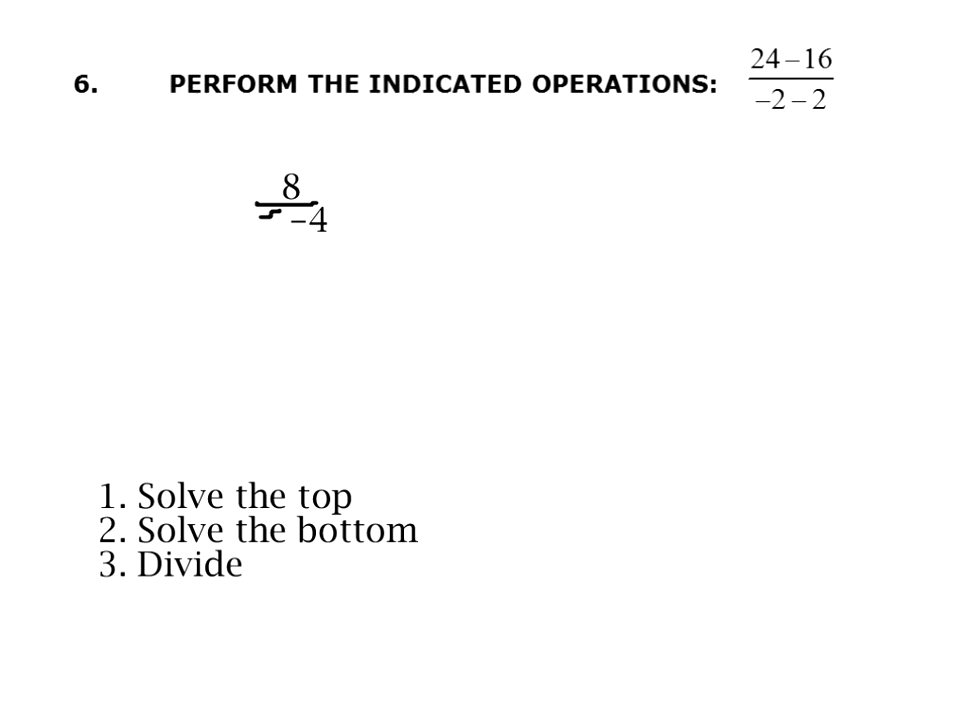 6. PERFORM THE INDICATED OPERATIONS:
24 – 16
–2 – 2
8
–4
1. Solve the top
2. Solve the bottom
3. Divide